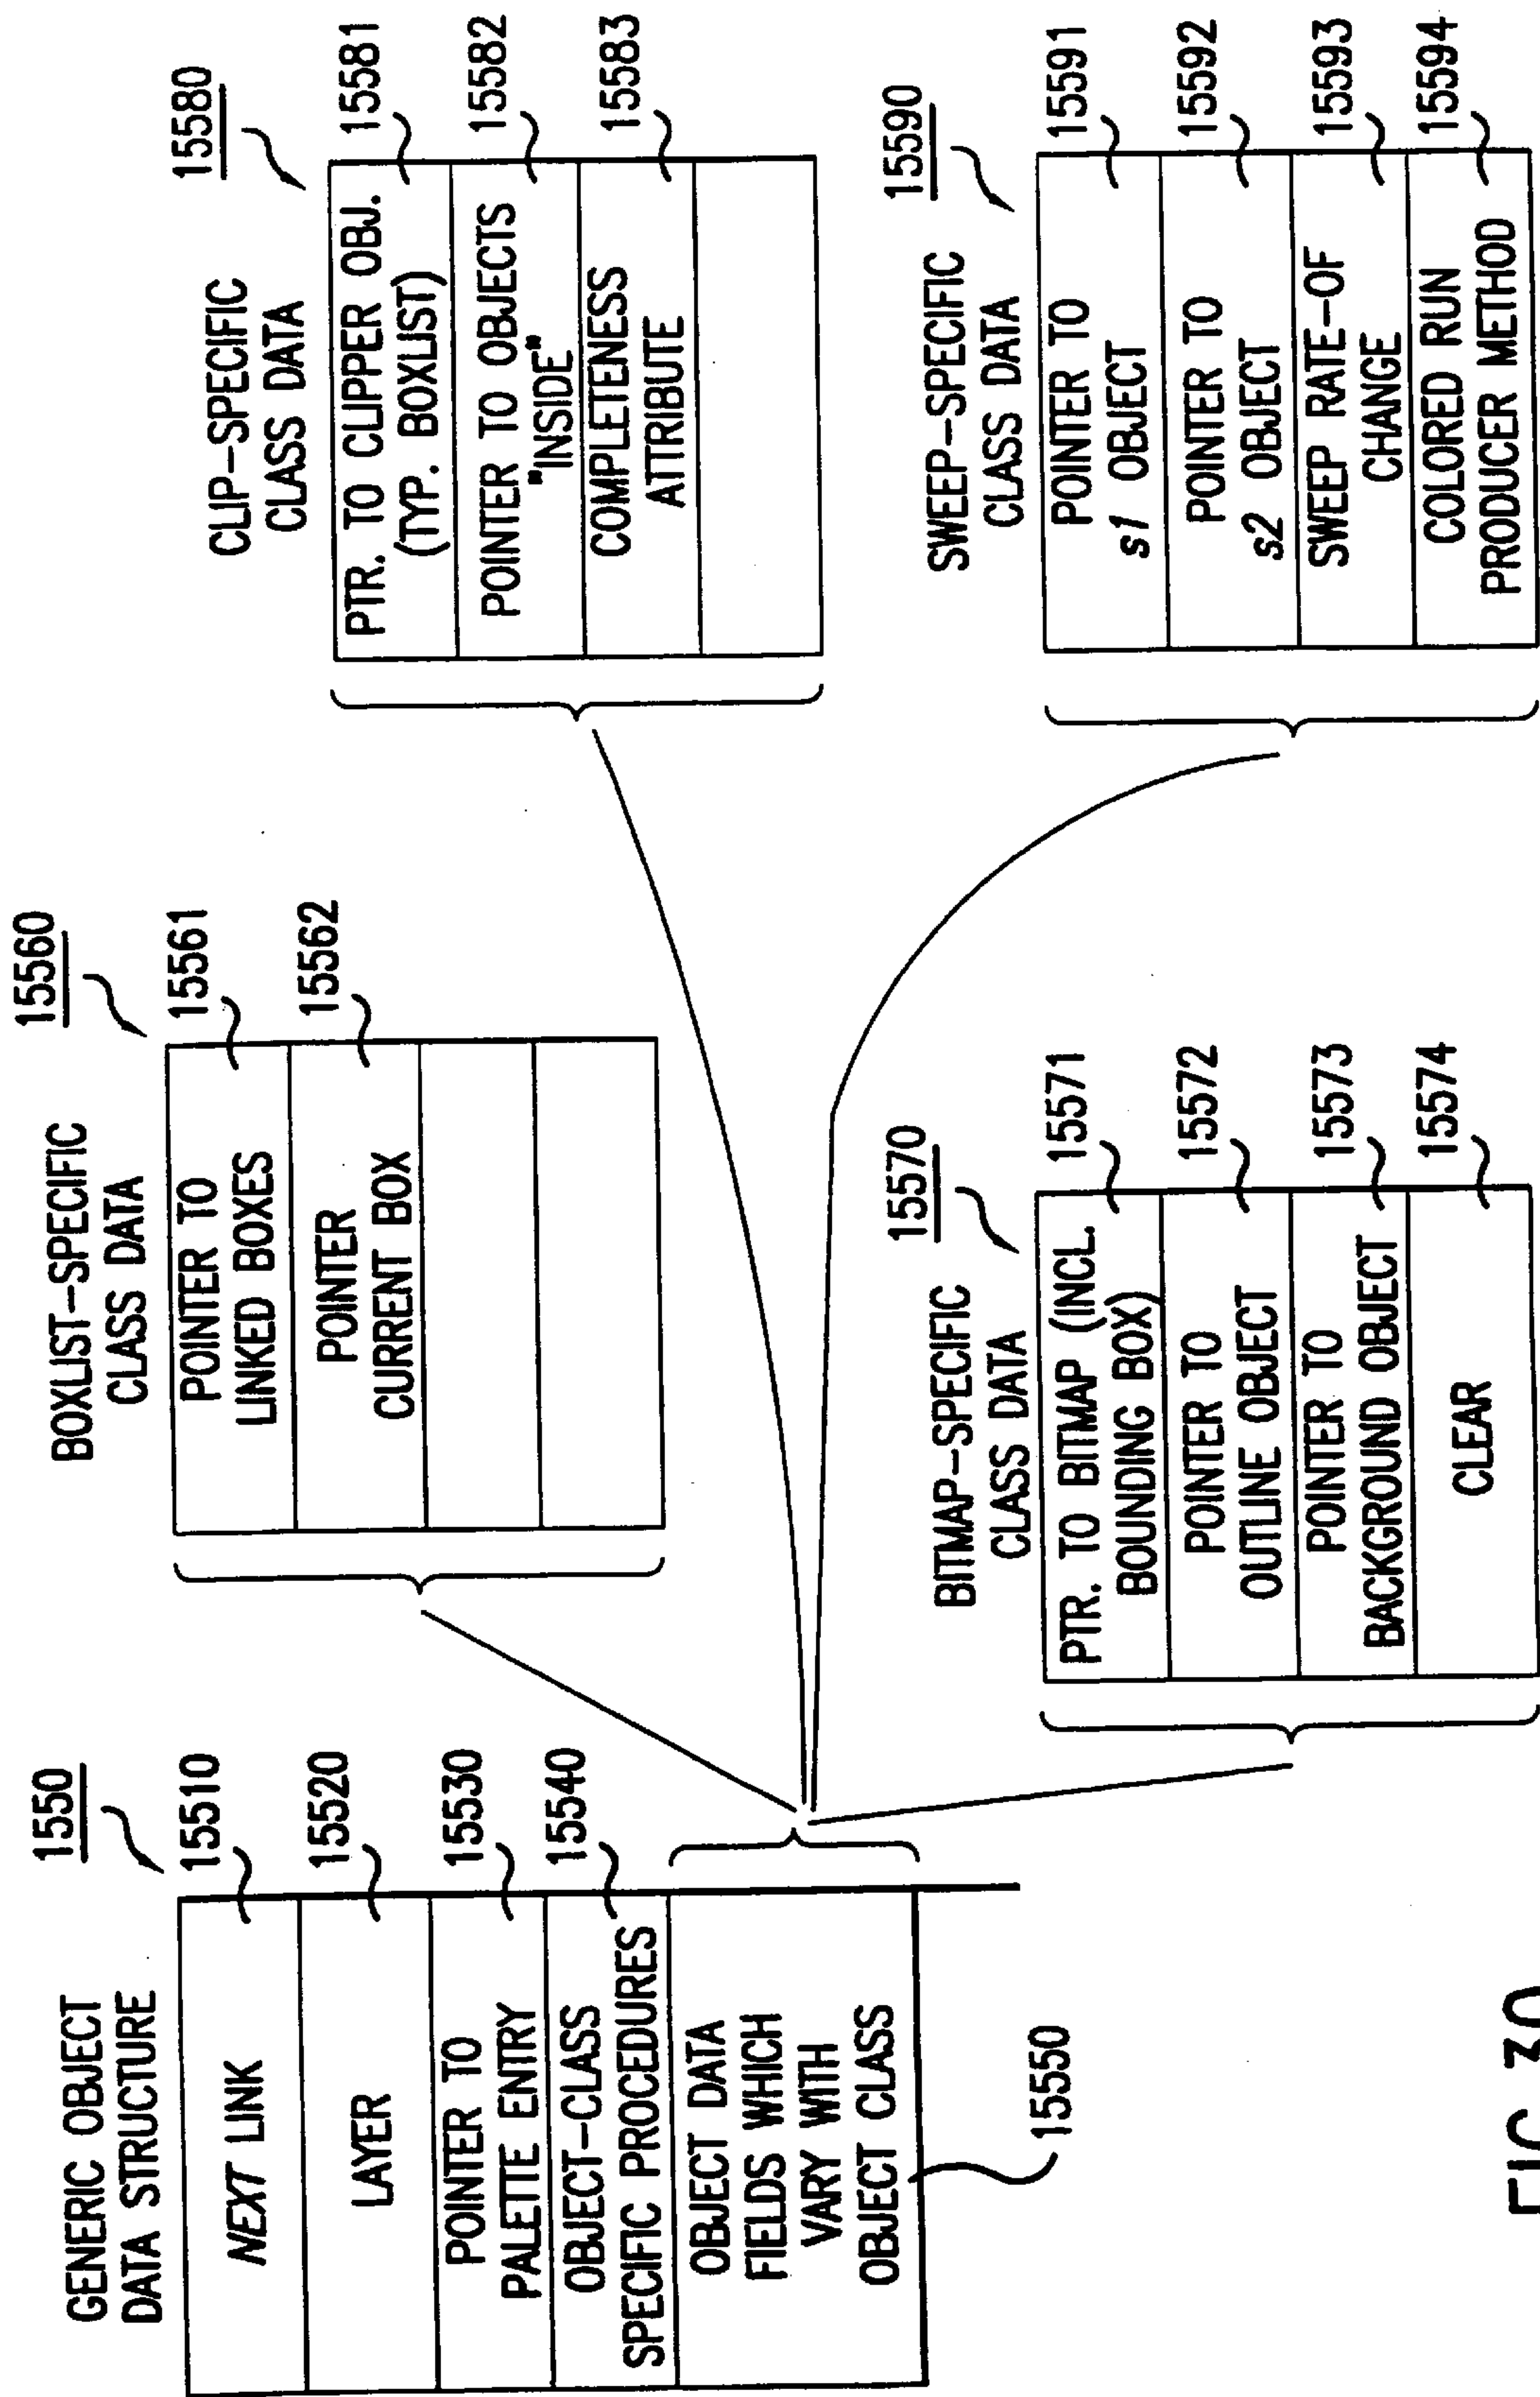 GENERIC OBJECT
DATA STRUCTURE
1550
NEXT LINK
15510
LAYER
15520
POINTER TO
PALETTE ENTRY
15530
OBJECT-CLASS
SPECIFIC PROCEDURES
15540
OBJECT DATA
FIELDS WHICH
VARY WITH
OBJECT CLASS
15550
BOXLIST-SPECIFIC
CLASS DATA
15560
POINTER TO
LINKED BOXES
15561
POINTER
CURRENT BOX
15562
BITMAP-SPECIFIC
CLASS DATA
15570
PTR. TO BITMAP (INCL.
BOUNDING BOX)
15571
POINTER TO
OUTLINE OBJECT
15572
POINTER TO
BACKGROUND OBJECT
15573
CLEAR
15574
CLIP-SPECIFIC
CLASS DATA
15580
PTR. TO CLIPPER OBJ.
(TYP. BOXLIST)
15581
POINTER TO OBJECTS
"INSIDE"
15582
COMPLETENESS
ATTRIBUTE
15583
SWEEP-SPECIFIC
CLASS DATA
15590
POINTER TO
s1 OBJECT
15591
POINTER TO
s2 OBJECT
15592
SWEEP RATE-OF
CHANGE
15593
COLORED RUN
PRODUCER METHOD
15594